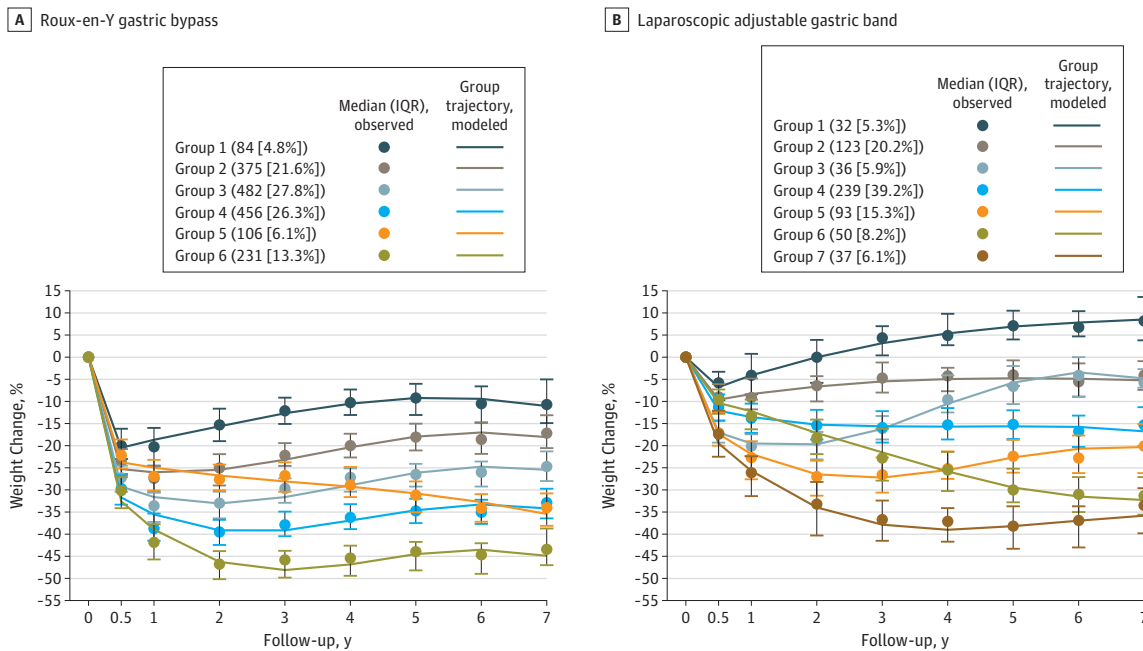 A Roux-en-Y gastric bypass
Median (IQR), observed
Group trajectory, modeled
Group 1 (84 [4.8%])
Group 2 (375 [21.6%])
Group 3 (482 [27.8%])
Group 4 (456 [26.3%])
Group 5 (106 [6.1%])
Group 6 (231 [13.3%])
15
10
5
0
-5
-10
-15
-20
-25
-30
-35
-40
-45
-50
-55
Weight Change, %
0 0.5 1 2 3 4 5 6 7
Follow-up, y
B Laparoscopic adjustable gastric band
Median (IQR), observed
Group trajectory, modeled
Group 1 (32 [5.3%])
Group 2 (123 [20.2%])
Group 3 (36 [5.9%])
Group 4 (239 [39.2%])
Group 5 (93 [15.3%])
Group 6 (50 [8.2%])
Group 7 (37 [6.1%])
15
10
5
0
-5
-10
-15
-20
-25
-30
-35
-40
-45
-50
-55
Weight Change, %
0 0.5 1 2 3 4 5 6 7
Follow-up, y